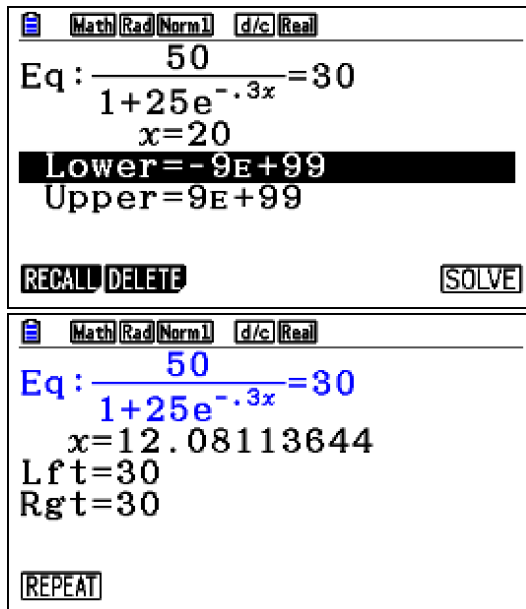 Math Rad Norm1 d/c Real
Eq: 50/(1+25e^-.3x)=30
x=20
Lower=-9E+99
Upper=9E+99
RECALL DELETE SOLVE
Math Rad Norm1 d/c Real
Eq: 50/(1+25e^-.3x)=30
x=12.08113644
Lft=30
Rgt=30
REPEAT